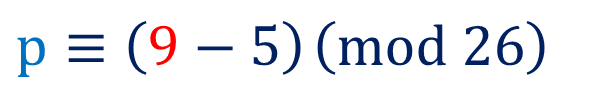 p ≡ (9 − 5) (mod 26)